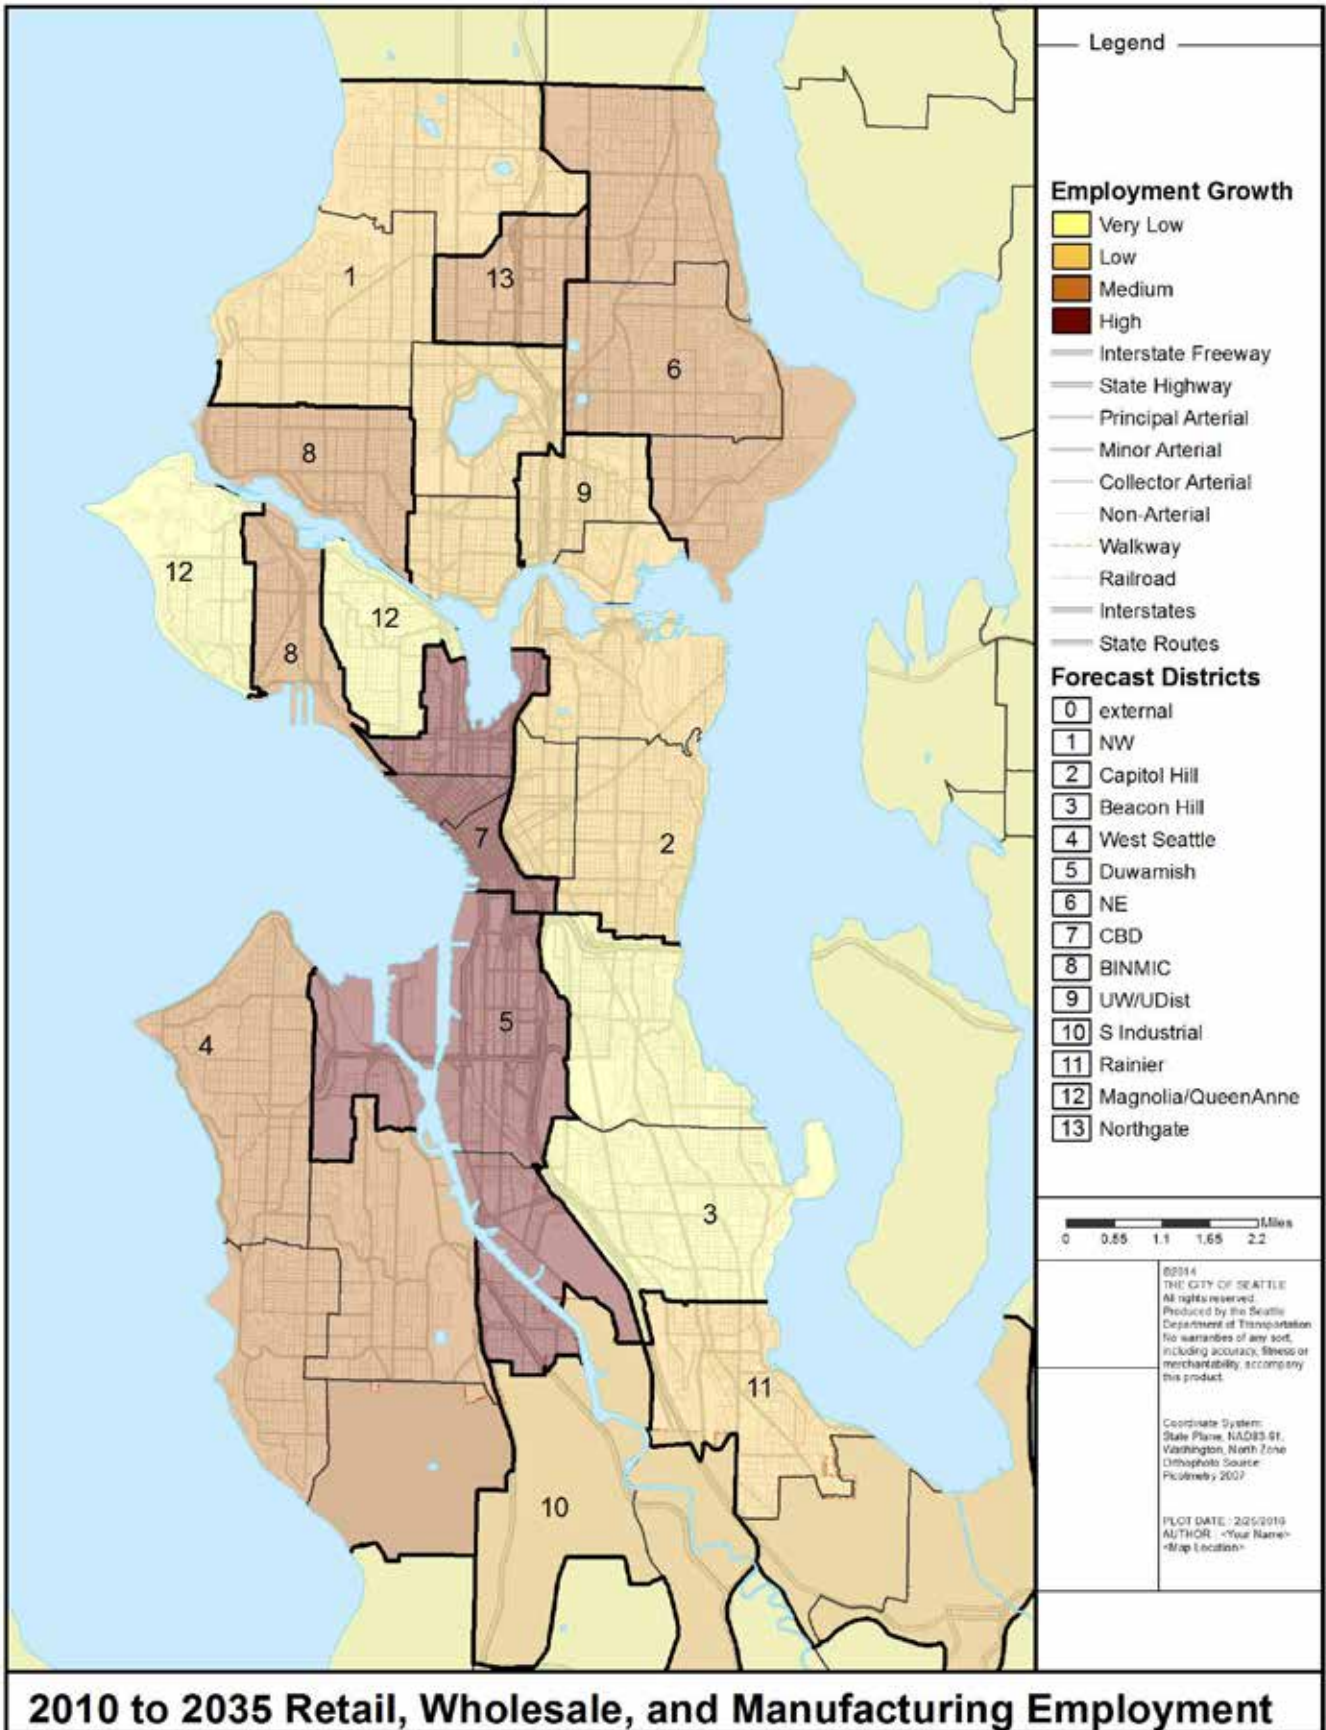 Legend
Employment Growth
Very Low
Low
Medium
High
Interstate Freeway
State Highway
Principal Arterial
Minor Arterial
Collector Arterial
Non-Arterial
Walkway
Railroad
Interstates
State Routes
Forecast Districts
0 external
1 NW
2 Capitol Hill
3 Beacon Hill
4 West Seattle
5 Duwamish
6 NE
7 CBD
8 BINMIC
9 UW/UDist
10 S Industrial
11 Rainier
12 Magnolia/QueenAnne
13 Northgate
Miles
0 0.55 1.1 1.65 2.2
©2014
THE CITY OF SEATTLE
All rights reserved.
Produced by the Seattle
Department of Transportation
No warranties of any sort,
including accuracy, fitness or
merchantability, accompany
this product.
Coordinate System:
State Plane, NAD83-91,
Washington, North Zone
Orthophoto Source:
Pictometry 2007
PLOT DATE : 2/25/2016
AUTHOR : <Your Name>
<Map Location>
1
13
6
8
9
12
12
8
7
2
5
4
3
11
10
2010 to 2035 Retail, Wholesale, and Manufacturing Employment